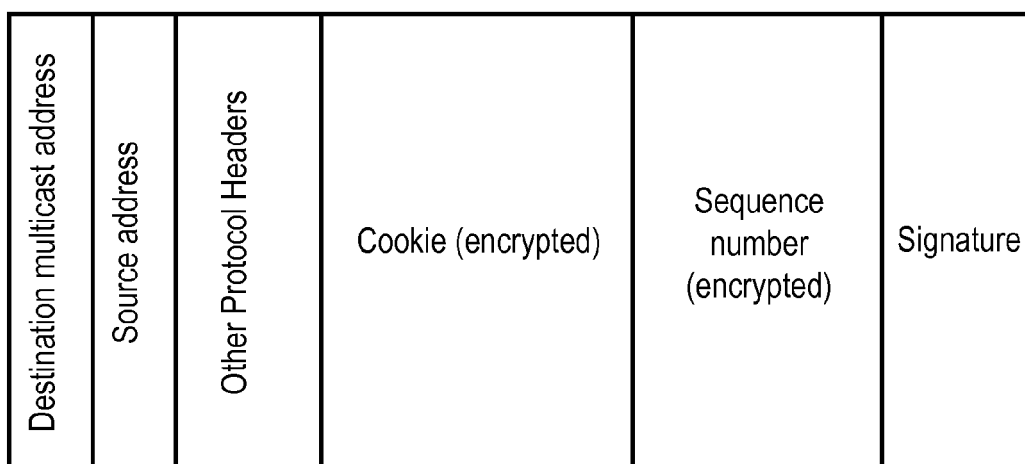 Destination multicast address
Source address
Other Protocol Headers
Cookie (encrypted)
Sequence
number
(encrypted)
Signature